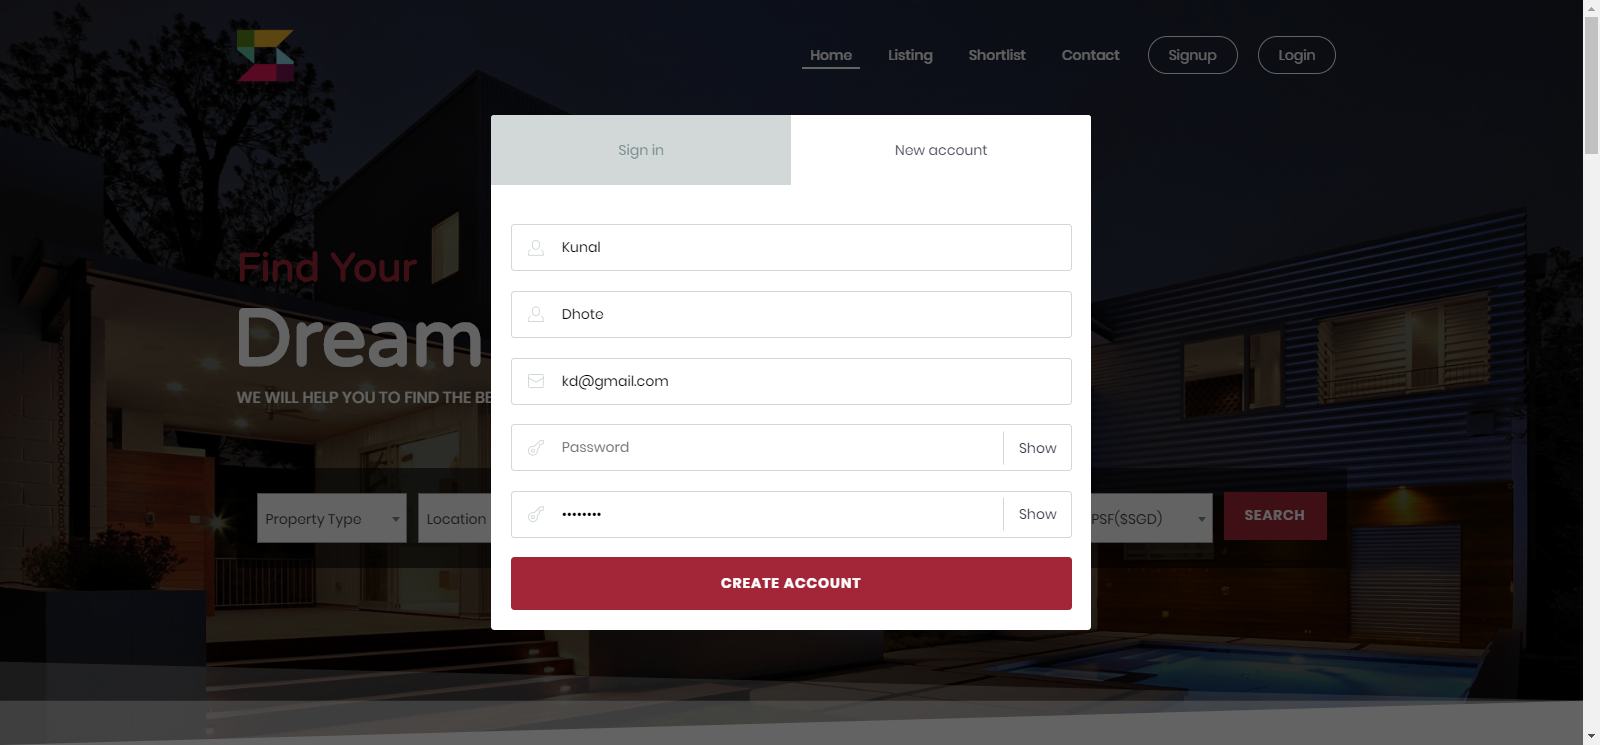 Home Listing Shortlist Contact Signup Login
Sign in New account
Kunal
Find Your
Dhote
Dream
kd@gmail.com
WE WILL HELP YOU TO FIND THE BE
Password Show
•••••••• Show
Property Type Location PSF($SGD) SEARCH
CREATE ACCOUNT